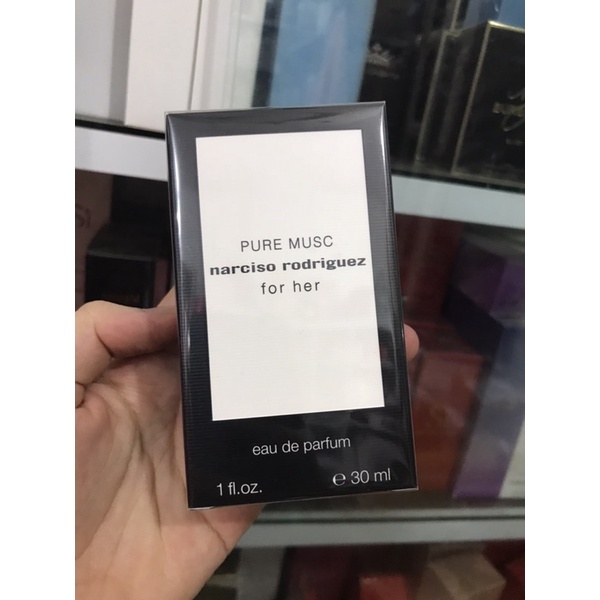 PURE MUSC
narciso rodriguez
for her
eau de parfum
1 fl.oz. ℮ 30 ml